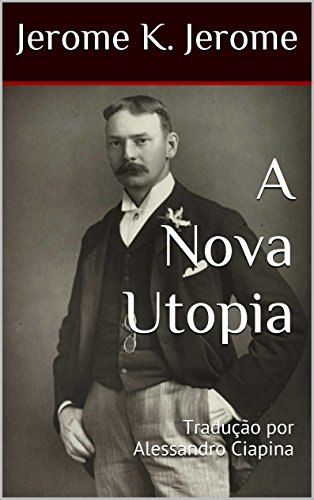 Jerome K. Jerome
A
Nova
Utopia
Tradução por
Alessandro Ciapina